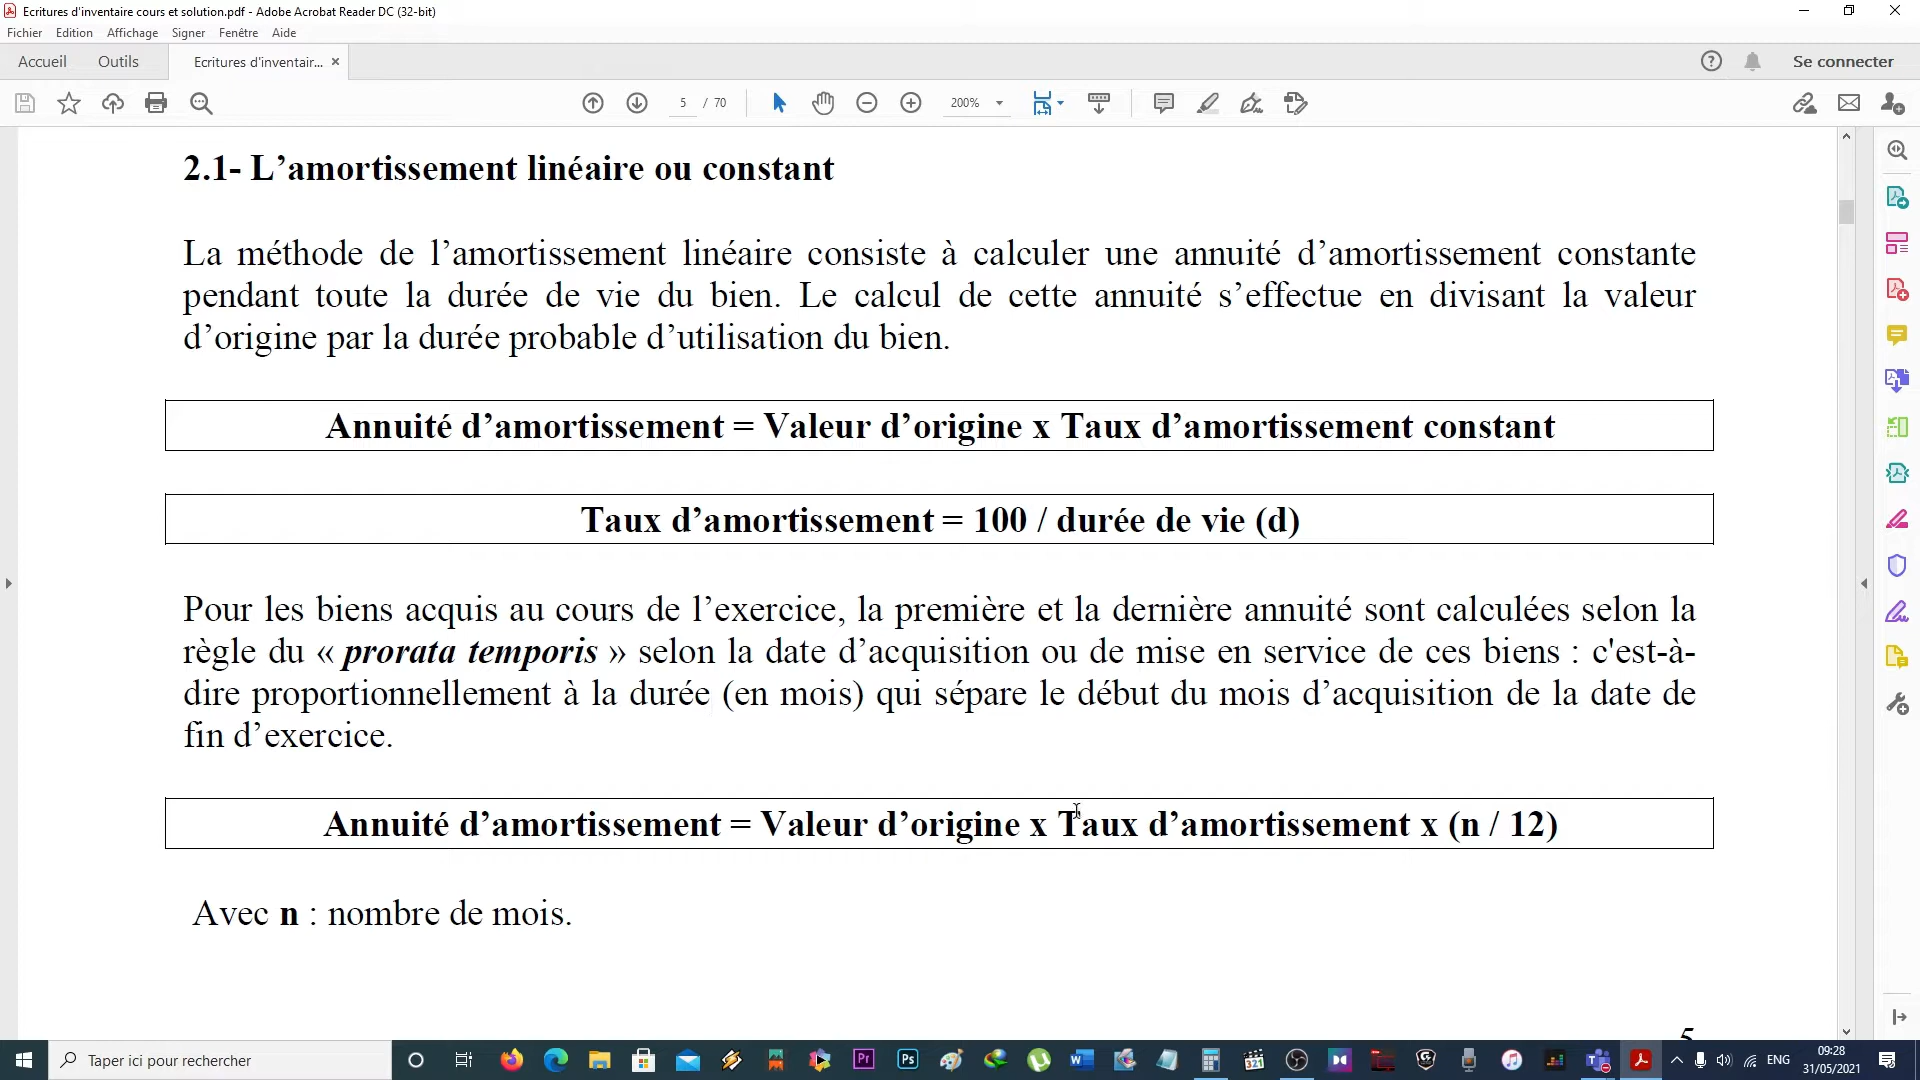 Ecritures d'inventaire cours et solution.pdf - Adobe Acrobat Reader DC (32-bit)
Fichier Edition Affichage Signer Fenêtre Aide
Accueil Outils Ecritures d'inventair... × Se connecter
5 / 70 200%
2.1- L’amortissement linéaire ou constant
La méthode de l’amortissement linéaire consiste à calculer une annuité d’amortissement constante
pendant toute la durée de vie du bien. Le calcul de cette annuité s’effectue en divisant la valeur
d’origine par la durée probable d’utilisation du bien.
Annuité d’amortissement = Valeur d’origine x Taux d’amortissement constant
Taux d’amortissement = 100 / durée de vie (d)
Pour les biens acquis au cours de l’exercice, la première et la dernière annuité sont calculées selon la
règle du « prorata temporis » selon la date d’acquisition ou de mise en service de ces biens : c'est-à-
dire proportionnellement à la durée (en mois) qui sépare le début du mois d’acquisition de la date de
fin d’exercice.
Annuité d’amortissement = Valeur d’origine x Taux d’amortissement x (n / 12)
Avec n : nombre de mois.
5
Taper ici pour rechercher
Pr
Ps
321
ENG
09:28
31/05/2021